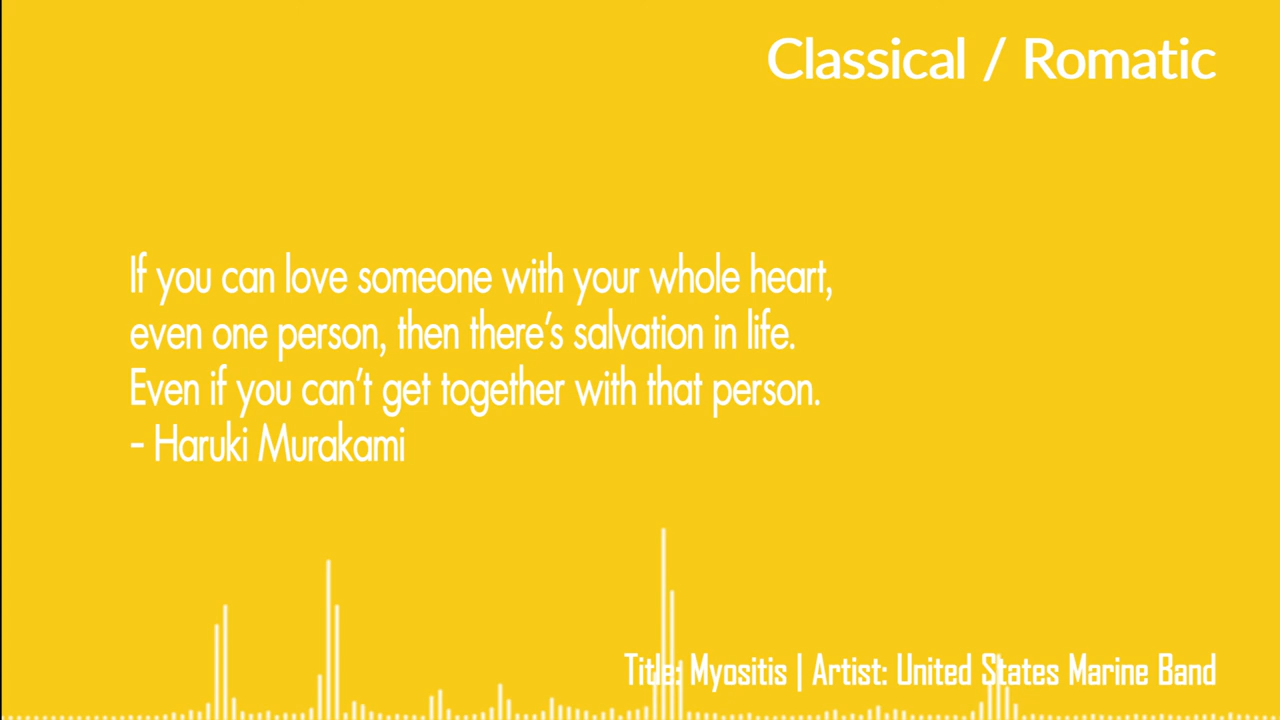 Classical / Romatic
If you can love someone with your whole heart,
even one person, then there's salvation in life.
Even if you can't get together with that person.
- Haruki Murakami
Title: Myositis | Artist: United States Marine Band